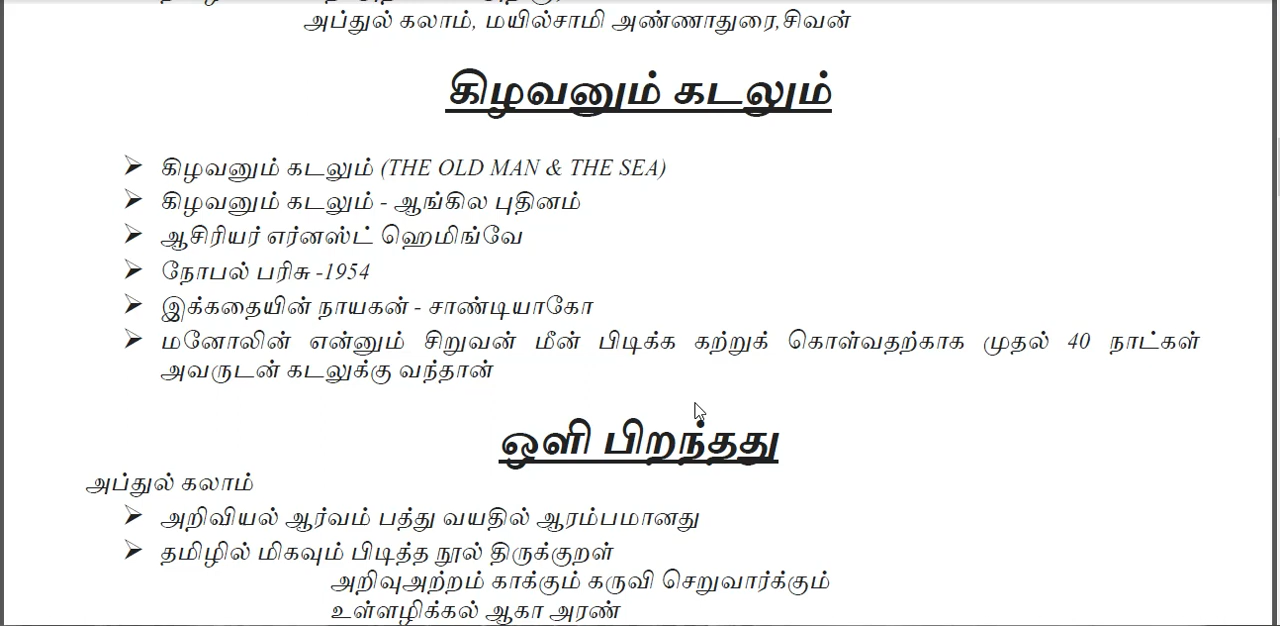 அப்துல் கலாம், மயில்சாமி அண்ணாதுரை,சிவன்
கிழவனும் கடலும்
➢ கிழவனும் கடலும் (THE OLD MAN & THE SEA)
➢ கிழவனும் கடலும் - ஆங்கில புதினம்
➢ ஆசிரியர் எர்னஸ்ட் ஹெமிங்வே
➢ நோபல் பரிசு -1954
➢ இக்கதையின் நாயகன் - சாண்டியாகோ
➢ மனோலின் என்னும் சிறுவன் மீன் பிடிக்க கற்றுக் கொள்வதற்காக முதல் 40 நாட்கள்
அவருடன் கடலுக்கு வந்தான்
ஒளி பிறந்தது
அப்துல் கலாம்
➢ அறிவியல் ஆர்வம் பத்து வயதில் ஆரம்பமானது
➢ தமிழில் மிகவும் பிடித்த நூல் திருக்குறள்
அறிவுஅற்றம் காக்கும் கருவி செறுவார்க்கும்
உள்ளழிக்கல் ஆகா அரண்